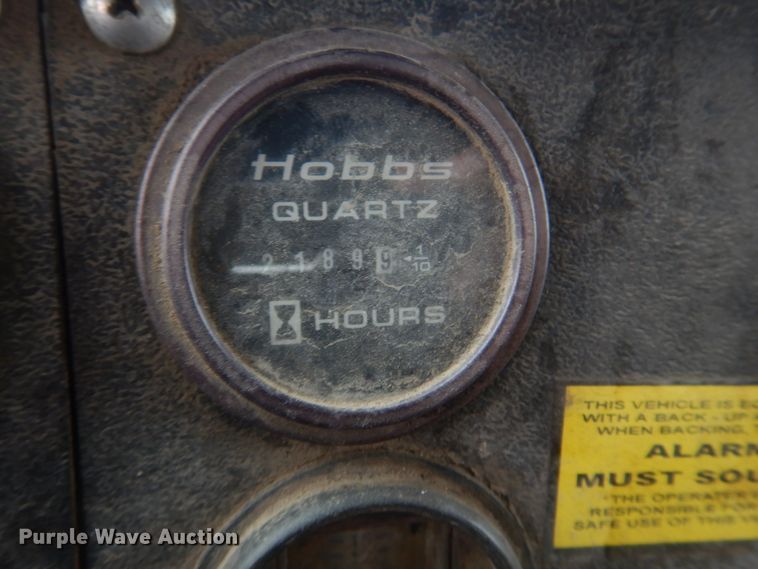 Hobbs
QUARTZ
21899 1/10
HOURS
THIS VEHICLE IS
WITH A BACK - UP
WHEN BACKING,
ALARM
MUST
"THE OPERATOR
RESPONSIBLE FOR
SAFE USE OF THIS
Purple Wave Auction